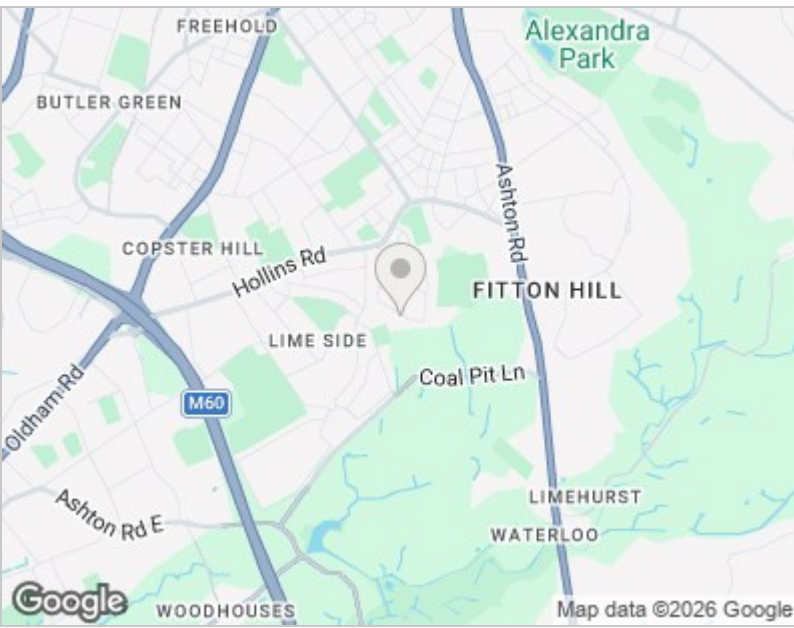 FREEHOLD
Alexandra
Park
BUTLER GREEN
Ashton Rd
COPSTER HILL
Hollins Rd
FITTON HILL
LIME SIDE
Coal Pit Ln
Oldham Rd
M60
Ashton Rd E
LIMEHURST
WATERLOO
Google
WOODHOUSES
Map data ©2026 Google